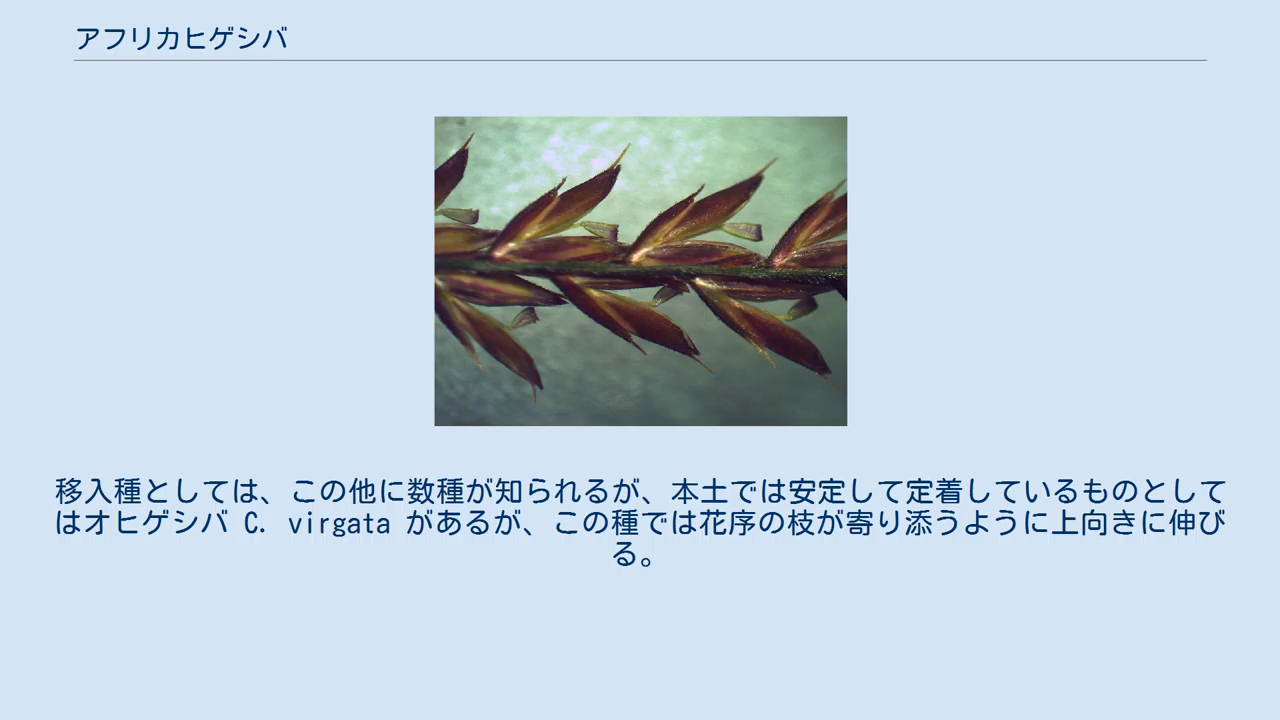 アフリカヒゲシバ
移入種としては、この他に数種が知られるが、本土では安定して定着しているものとして
はオヒゲシバ C. virgata があるが、この種では花序の枝が寄り添うように上向きに伸び
る。